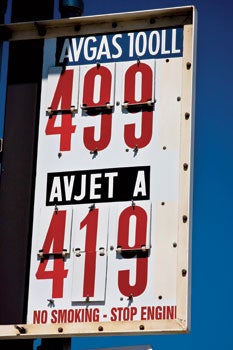 AVGAS 100LL
499
AVJET A
419
NO SMOKING - STOP ENGIN